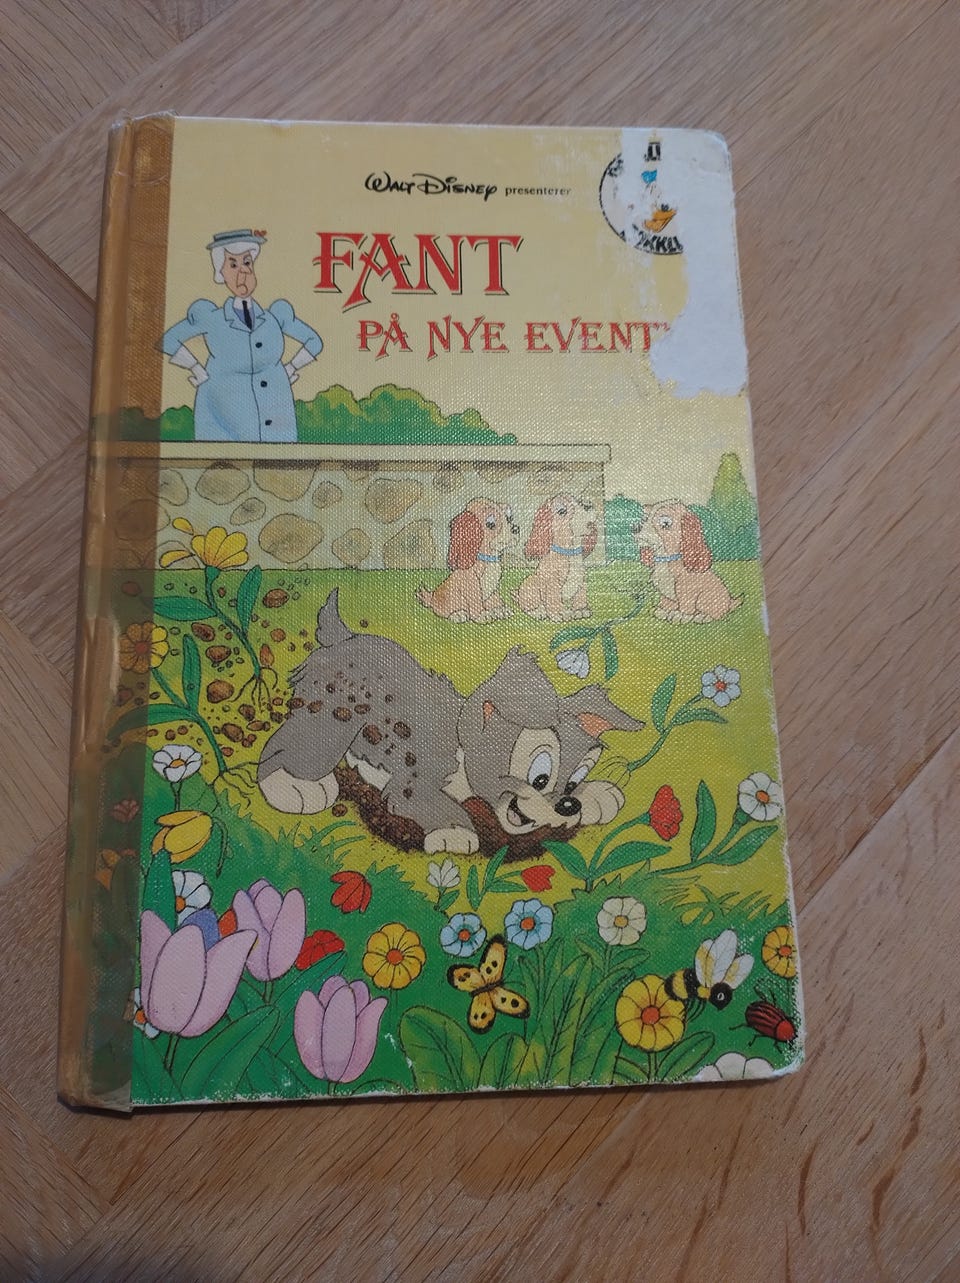 WALT DISNEY presenterer
FANT
PÅ NYE EVENT